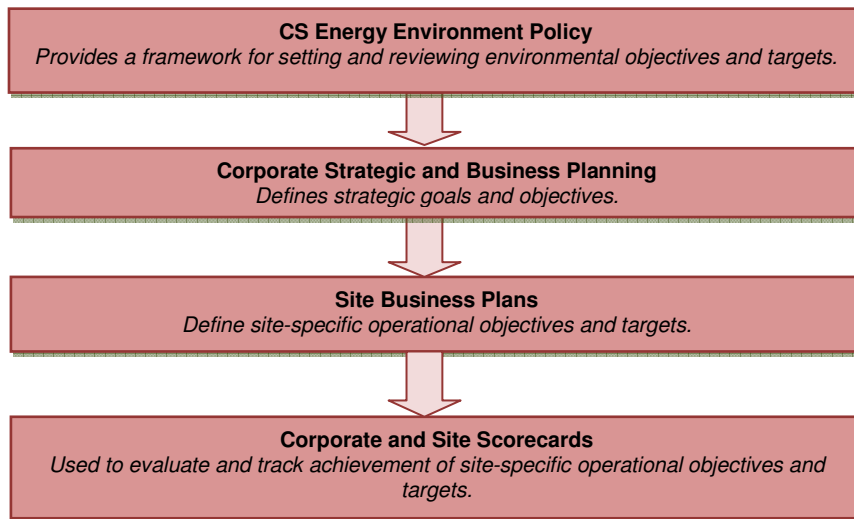 CS Energy Environment Policy
Provides a framework for setting and reviewing environmental objectives and targets.
Corporate Strategic and Business Planning
Defines strategic goals and objectives.
Site Business Plans
Define site-specific operational objectives and targets.
Corporate and Site Scorecards
Used to evaluate and track achievement of site-specific operational objectives and
targets.